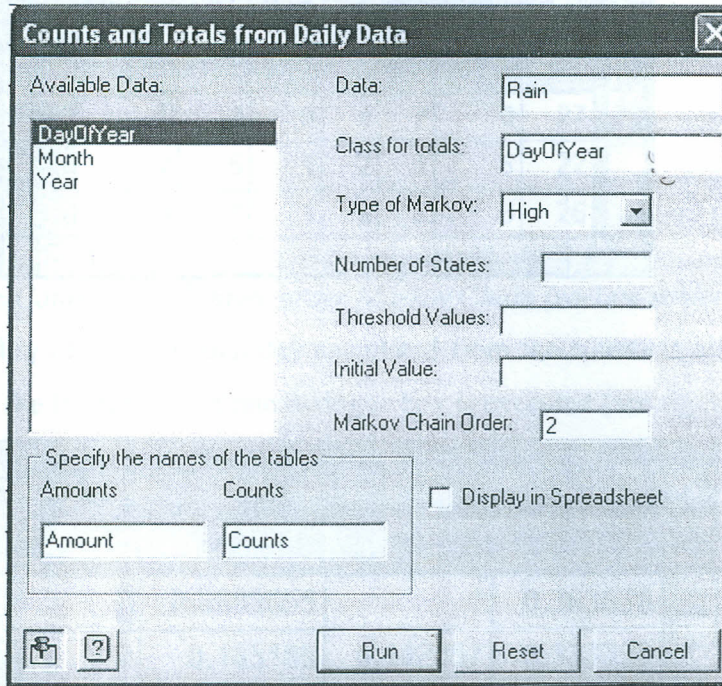 Counts and Totals from Daily Data
Available Data:
DayOfYear
Month
Year
Data:
Rain
Class for totals:
DayOfYear
Type of Markov:
High
Number of States:
Threshold Values:
Initial Value:
Markov Chain Order:
2
Specify the names of the tables
Amounts
Counts
Amount
Counts
Display in Spreadsheet
?
Run
Reset
Cancel